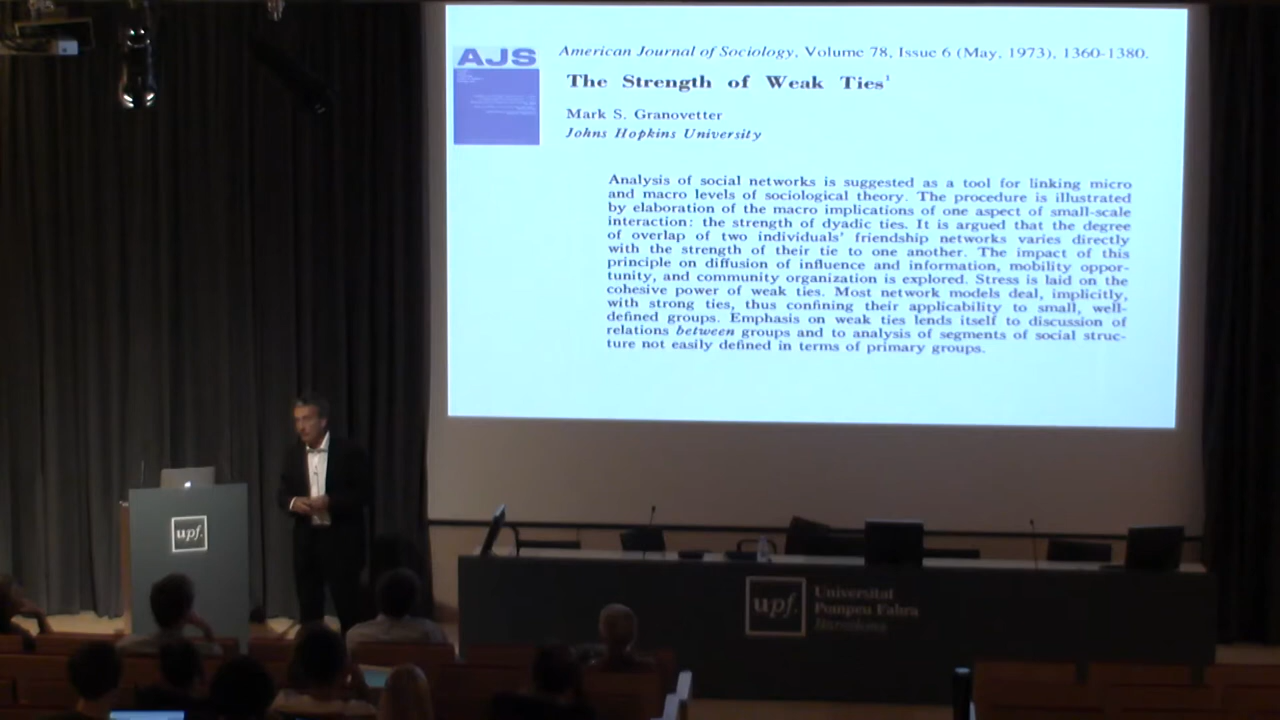 AJS
American Journal of Sociology, Volume 78, Issue 6 (May, 1973), 1360-1380.
The Strength of Weak Ties¹
Mark S. Granovetter
Johns Hopkins University
Analysis of social networks is suggested as a tool for linking micro
and macro levels of sociological theory. The procedure is illustrated
by elaboration of the macro implications of one aspect of small-scale
interaction: the strength of dyadic ties. It is argued that the degree
of overlap of two individuals' friendship networks varies directly
with the strength of their tie to one another. The impact of this
principle on diffusion of influence and information, mobility oppor-
tunity, and community organization is explored. Stress is laid on the
cohesive power of weak ties. Most network models deal, implicitly,
with strong ties, thus confining their applicability to small, well-
defined groups. Emphasis on weak ties lends itself to discussion of
relations between groups and to analysis of segments of social struc-
ture not easily defined in terms of primary groups.
upf.
upf.
Universitat
Pompeu Fabra
Barcelona